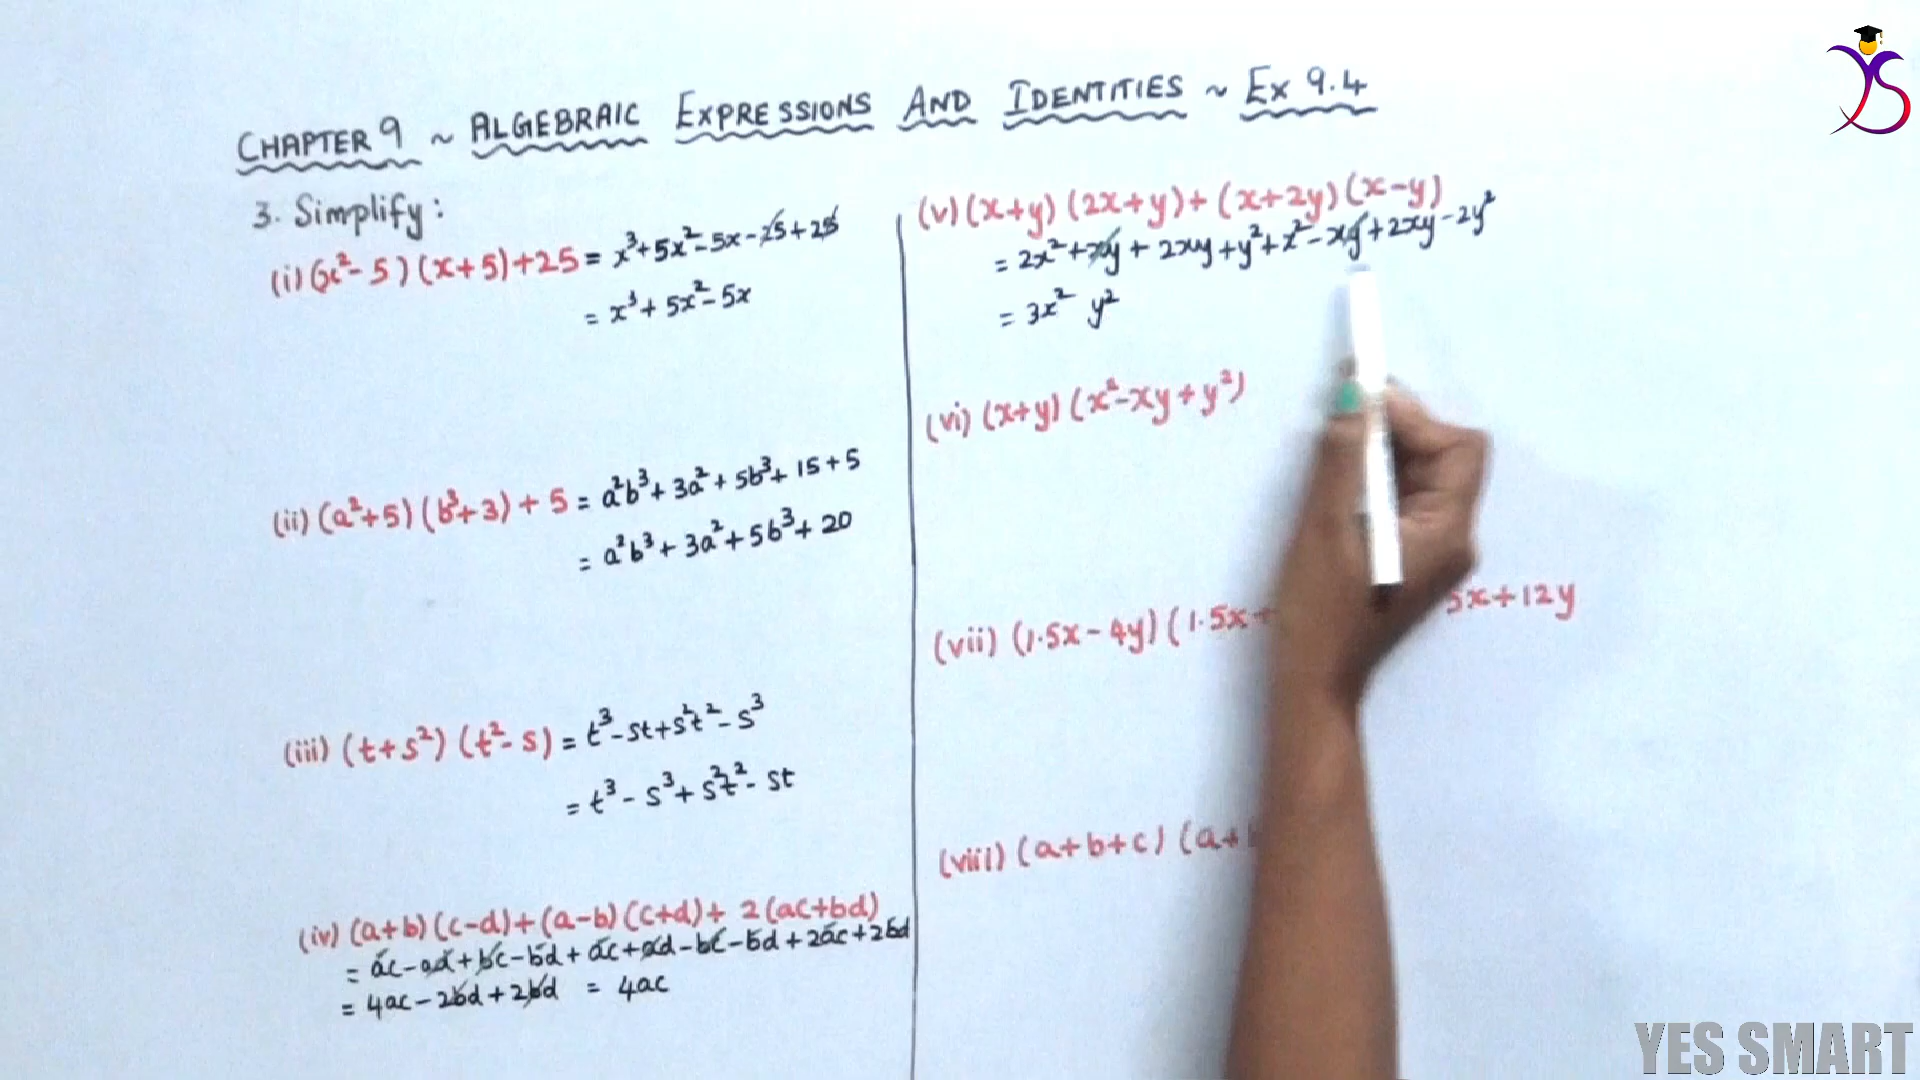 CHAPTER 9 ~ ALGEBRAIC EXPRESSIONS AND IDENTITIES ~ EX 9.4
3. Simplify:
(i) (x²-5)(x+5)+25 = x³+5x²-5x-25+25
= x³+5x²-5x
(ii) (a²+5)(b³+3)+5 = a²b³+3a²+5b³+15+5
= a²b³+3a²+5b³+20
(iii) (t+s²)(t²-s) = t³-st+s²t²-s³
= t³-s³+s²t²-st
(iv) (a+b)(c-d)+(a-b)(c+d)+2(ac+bd)
= ac-ad+bc-bd+ac+ad-bc-bd+2ac+2bd
= 4ac-2bd+2bd = 4ac
(v) (x+y)(2x+y)+(x+2y)(x-y)
= 2x²+xy+2xy+y²+x²-xy+2xy-2y²
= 3x² y²
(vi) (x+y)(x²-xy+y²)
(vii) (1.5x-4y)(1.5x+ 5x+12y
(viii) (a+b+c)(a+
YES SMART